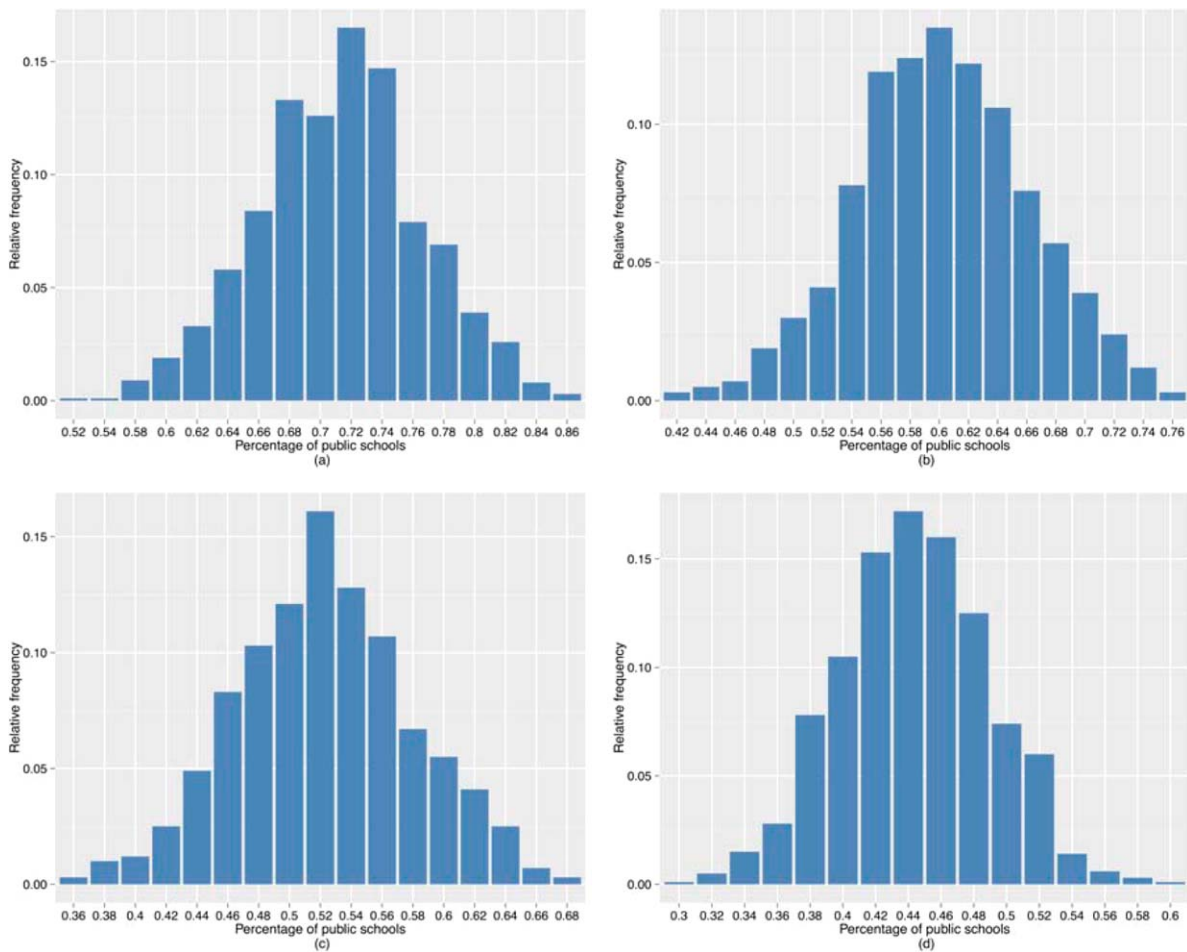 Relative frequency
0.15
0.10
0.05
0.00
0.52 0.54 0.58 0.6 0.62 0.64 0.66 0.68 0.7 0.72 0.74 0.76 0.78 0.8 0.82 0.84 0.86
Percentage of public schools
(a)
Relative frequency
0.10
0.05
0.00
0.42 0.44 0.46 0.48 0.5 0.52 0.54 0.56 0.58 0.6 0.62 0.64 0.66 0.68 0.7 0.72 0.74 0.76
Percentage of public schools
(b)
Relative frequency
0.15
0.10
0.05
0.00
0.36 0.38 0.4 0.42 0.44 0.46 0.48 0.5 0.52 0.54 0.56 0.58 0.6 0.62 0.64 0.66 0.68
Percentage of public schools
(c)
Relative frequency
0.15
0.10
0.05
0.00
0.3 0.32 0.34 0.36 0.38 0.4 0.42 0.44 0.46 0.48 0.5 0.52 0.54 0.56 0.58 0.6
Percentage of public schools
(d)